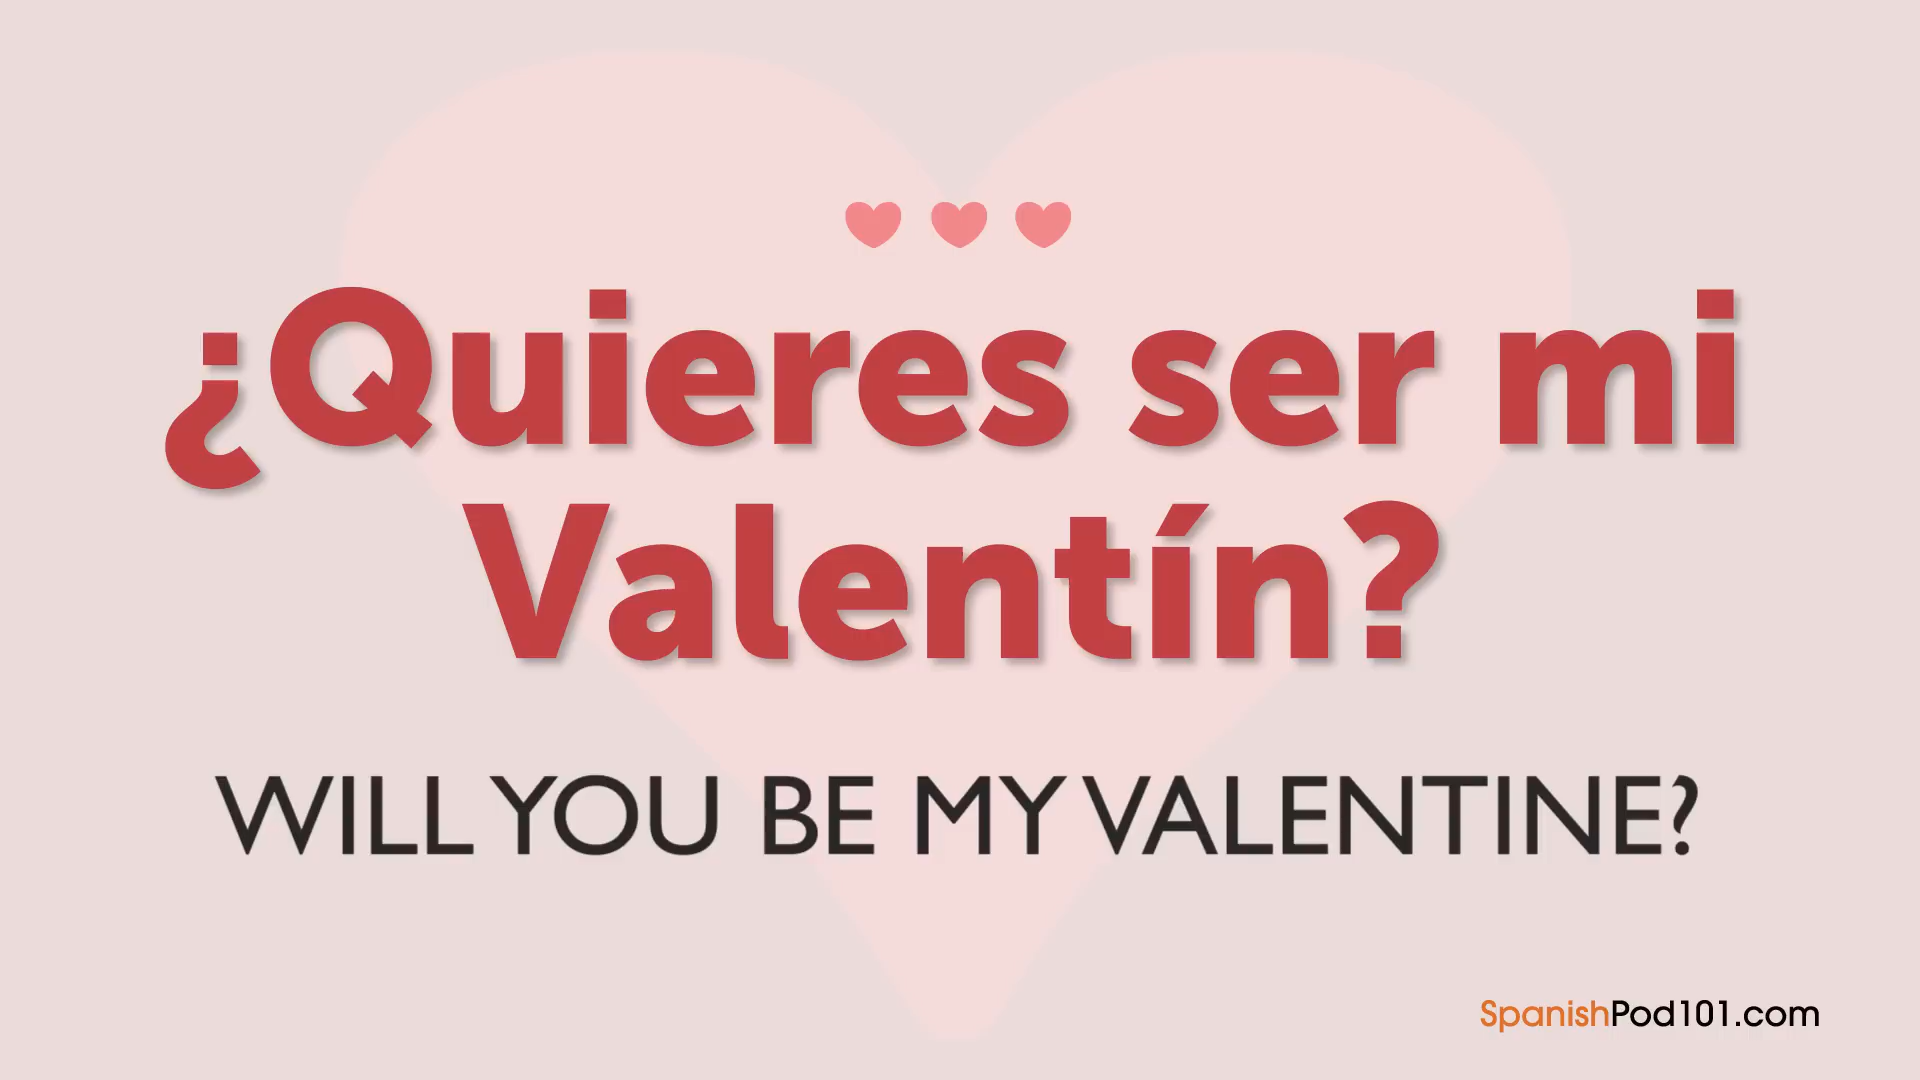 ¿Quieres ser mi
Valentín?
WILL YOU BE MY VALENTINE?
SpanishPod101.com